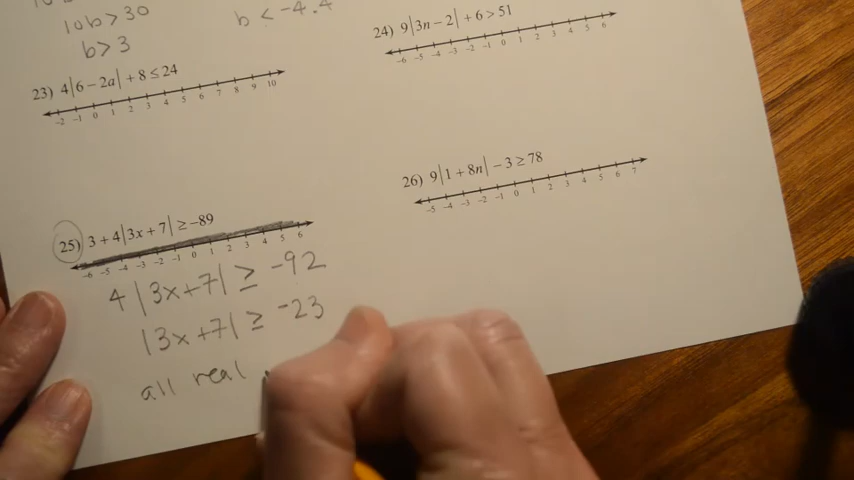 10b > 30
b < -4.4
b > 3
23) 4|6 − 2a| + 8 ≤ 24
-2 -1 0 1 2 3 4 5 6 7 8 9 10
24) 9|3n − 2| + 6 > 51
-6 -5 -4 -3 -2 -1 0 1 2 3 4 5 6
25) 3 + 4|3x + 7| ≥ −89
-6 -5 -4 -3 -2 -1 0 1 2 3 4 5 6
4 |3x+7| ≥ -92
|3x+7| ≥ -23
all real
26) 9|1 + 8n| − 3 ≥ 78
-5 -4 -3 -2 -1 0 1 2 3 4 5 6 7